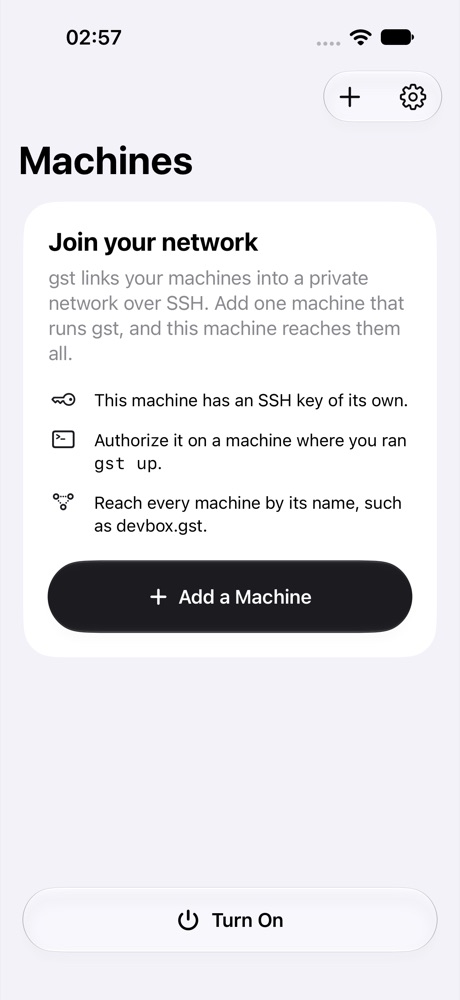 02:57
Machines
Join your network
gst links your machines into a private
network over SSH. Add one machine that
runs gst, and this machine reaches them
all.
This machine has an SSH key of its own.
Authorize it on a machine where you ran
gst up.
Reach every machine by its name, such
as devbox.gst.
Add a Machine
Turn On